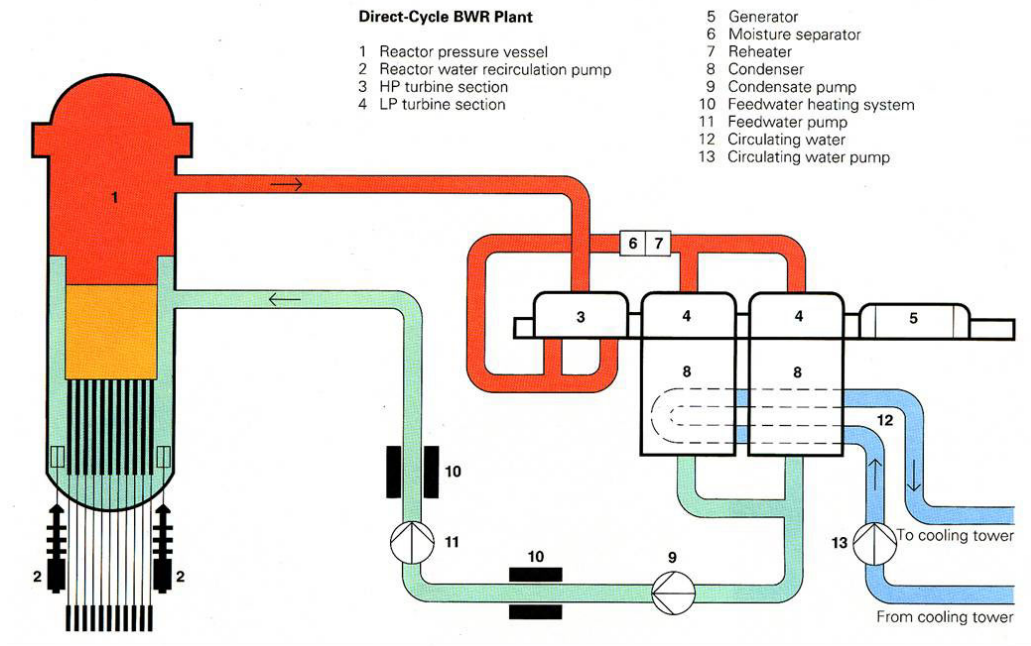 Direct-Cycle BWR Plant
1 Reactor pressure vessel
2 Reactor water recirculation pump
3 HP turbine section
4 LP turbine section
5 Generator
6 Moisture separator
7 Reheater
8 Condenser
9 Condensate pump
10 Feedwater heating system
11 Feedwater pump
12 Circulating water
13 Circulating water pump
1
6 7
3
4
4
5
8
8
12
10
11
13
To cooling tower
10
9
2
2
From cooling tower